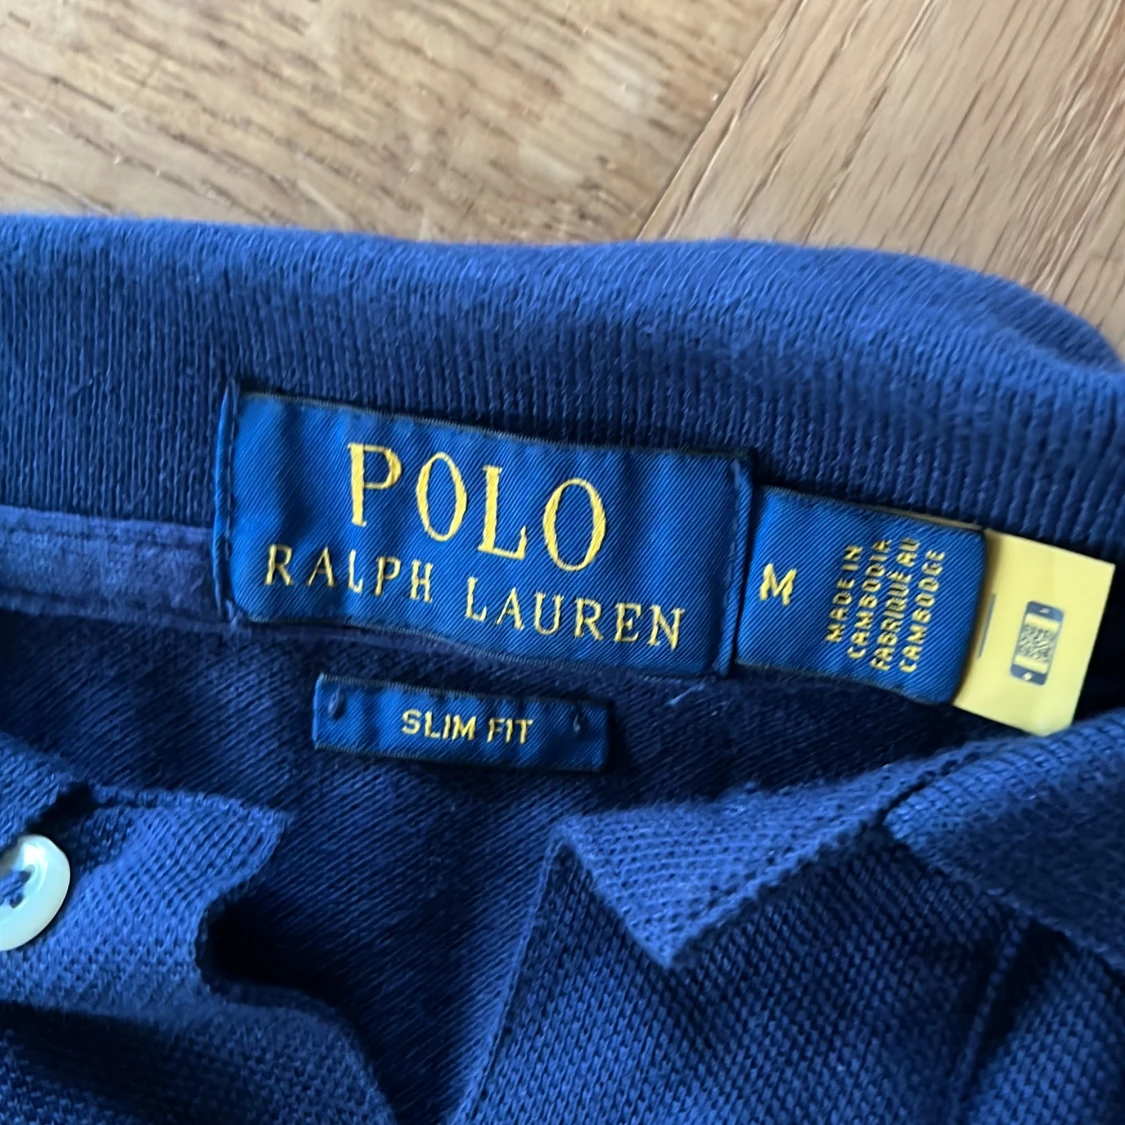 POLO
RALPH LAUREN
M
MADE IN
CAMBODIA
FABRIQUÉ AU
CAMBODGE
SLIM FIT